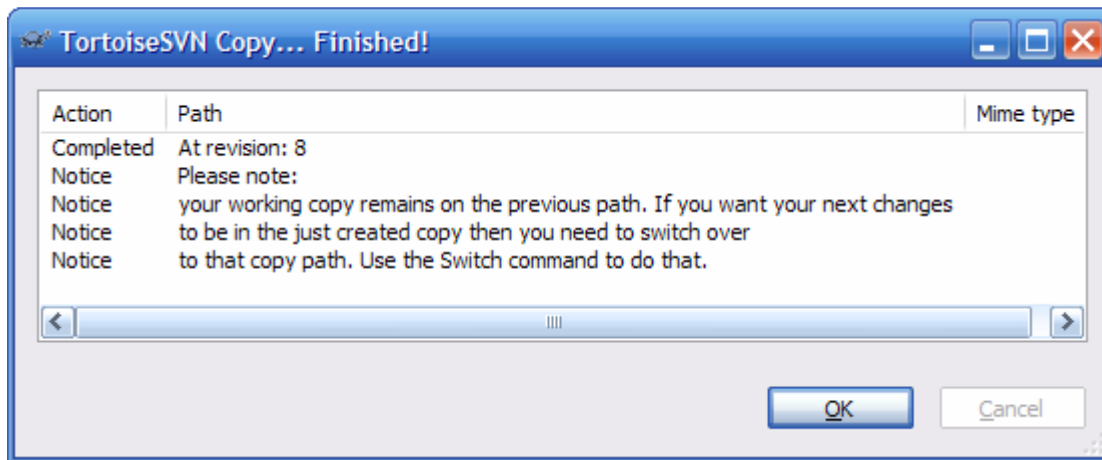 TortoiseSVN Copy... Finished!
Action Path Mime type
Completed At revision: 8
Notice Please note:
Notice your working copy remains on the previous path. If you want your next changes
Notice to be in the just created copy then you need to switch over
Notice to that copy path. Use the Switch command to do that.
OK Cancel